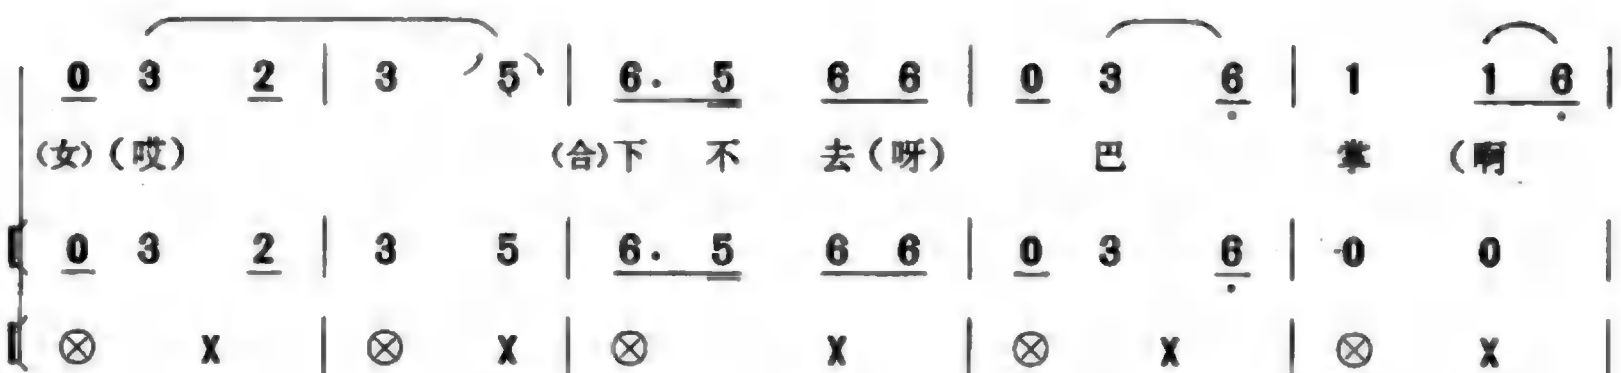 0 3 2 | 3 5 | 6. 5 6 6 | 0 3 6 | 1 1 6 |
(女)(哎) (合)下 不 去(呀) 巴 掌 (啊
0 3 2 | 3 5 | 6. 5 6 6 | 0 3 6 | 0 0 |
⊗ X | ⊗ X | ⊗ X | ⊗ X | ⊗ X |